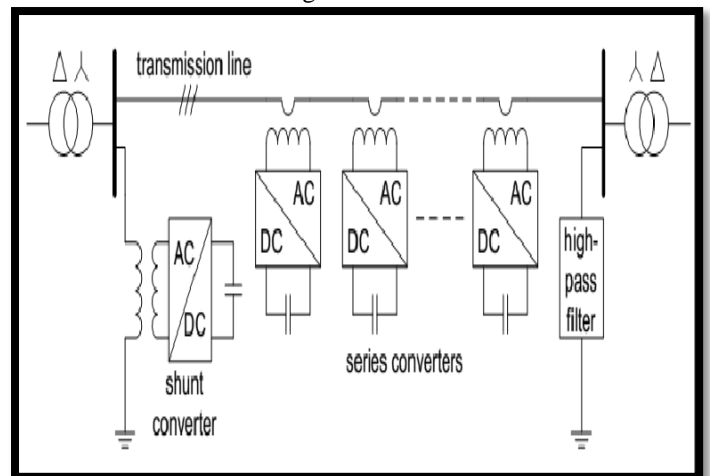 transmission line
AC
DC
AC
DC
AC
DC
AC
DC
high-
pass
filter
series converters
shunt
converter